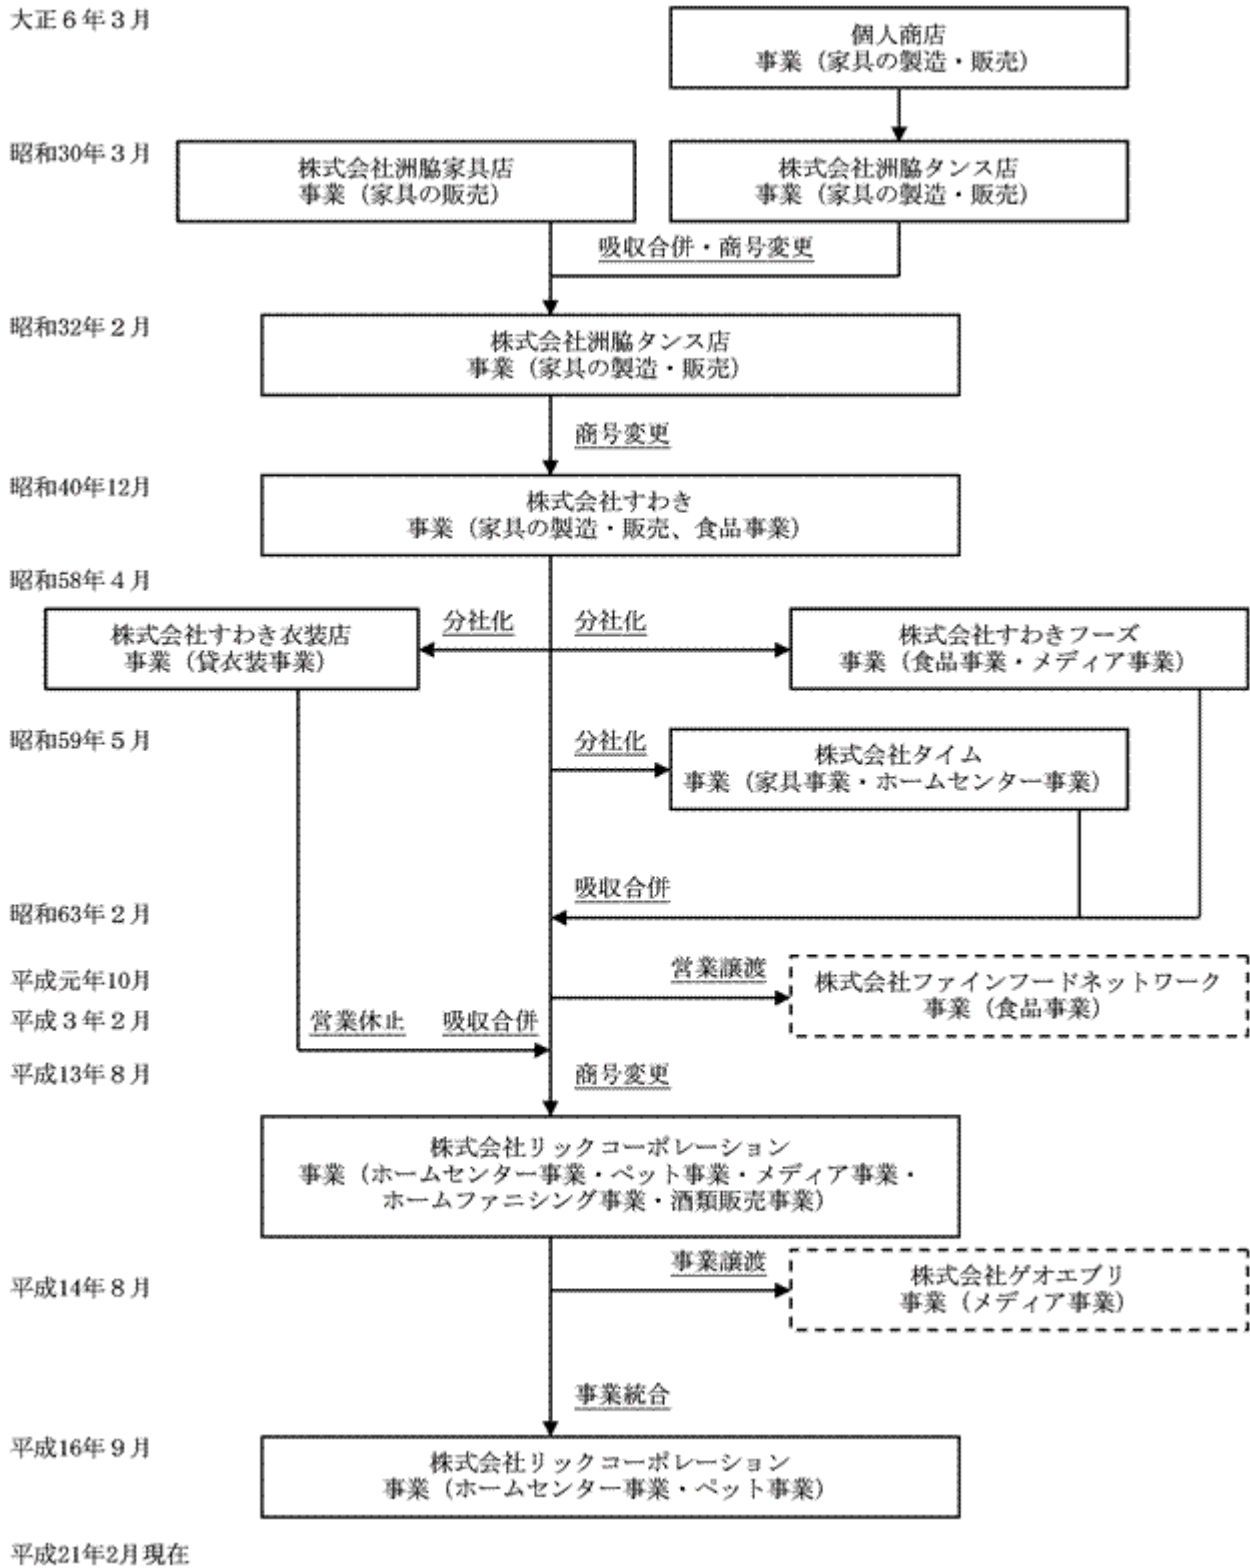 大正６年３月
個人商店
事業（家具の製造・販売）
昭和30年３月
株式会社洲脇家具店
事業（家具の販売）
株式会社洲脇タンス店
事業（家具の製造・販売）
吸収合併・商号変更
昭和32年２月
株式会社洲脇タンス店
事業（家具の製造・販売）
商号変更
昭和40年12月
株式会社すわき
事業（家具の製造・販売、食品事業）
昭和58年４月
株式会社すわき衣装店
事業（貸衣装事業）
分社化
分社化
株式会社すわきフーズ
事業（食品事業・メディア事業）
昭和59年５月
分社化
株式会社タイム
事業（家具事業・ホームセンター事業）
吸収合併
昭和63年２月
平成元年10月
営業譲渡
株式会社ファインフードネットワーク
事業（食品事業）
平成３年２月
営業休止
吸収合併
平成13年８月
商号変更
株式会社リックコーポレーション
事業（ホームセンター事業・ペット事業・メディア事業・
ホームファニシング事業・酒類販売事業）
平成14年８月
事業譲渡
株式会社ゲオエブリ
事業（メディア事業）
事業統合
平成16年９月
株式会社リックコーポレーション
事業（ホームセンター事業・ペット事業）
平成21年2月現在